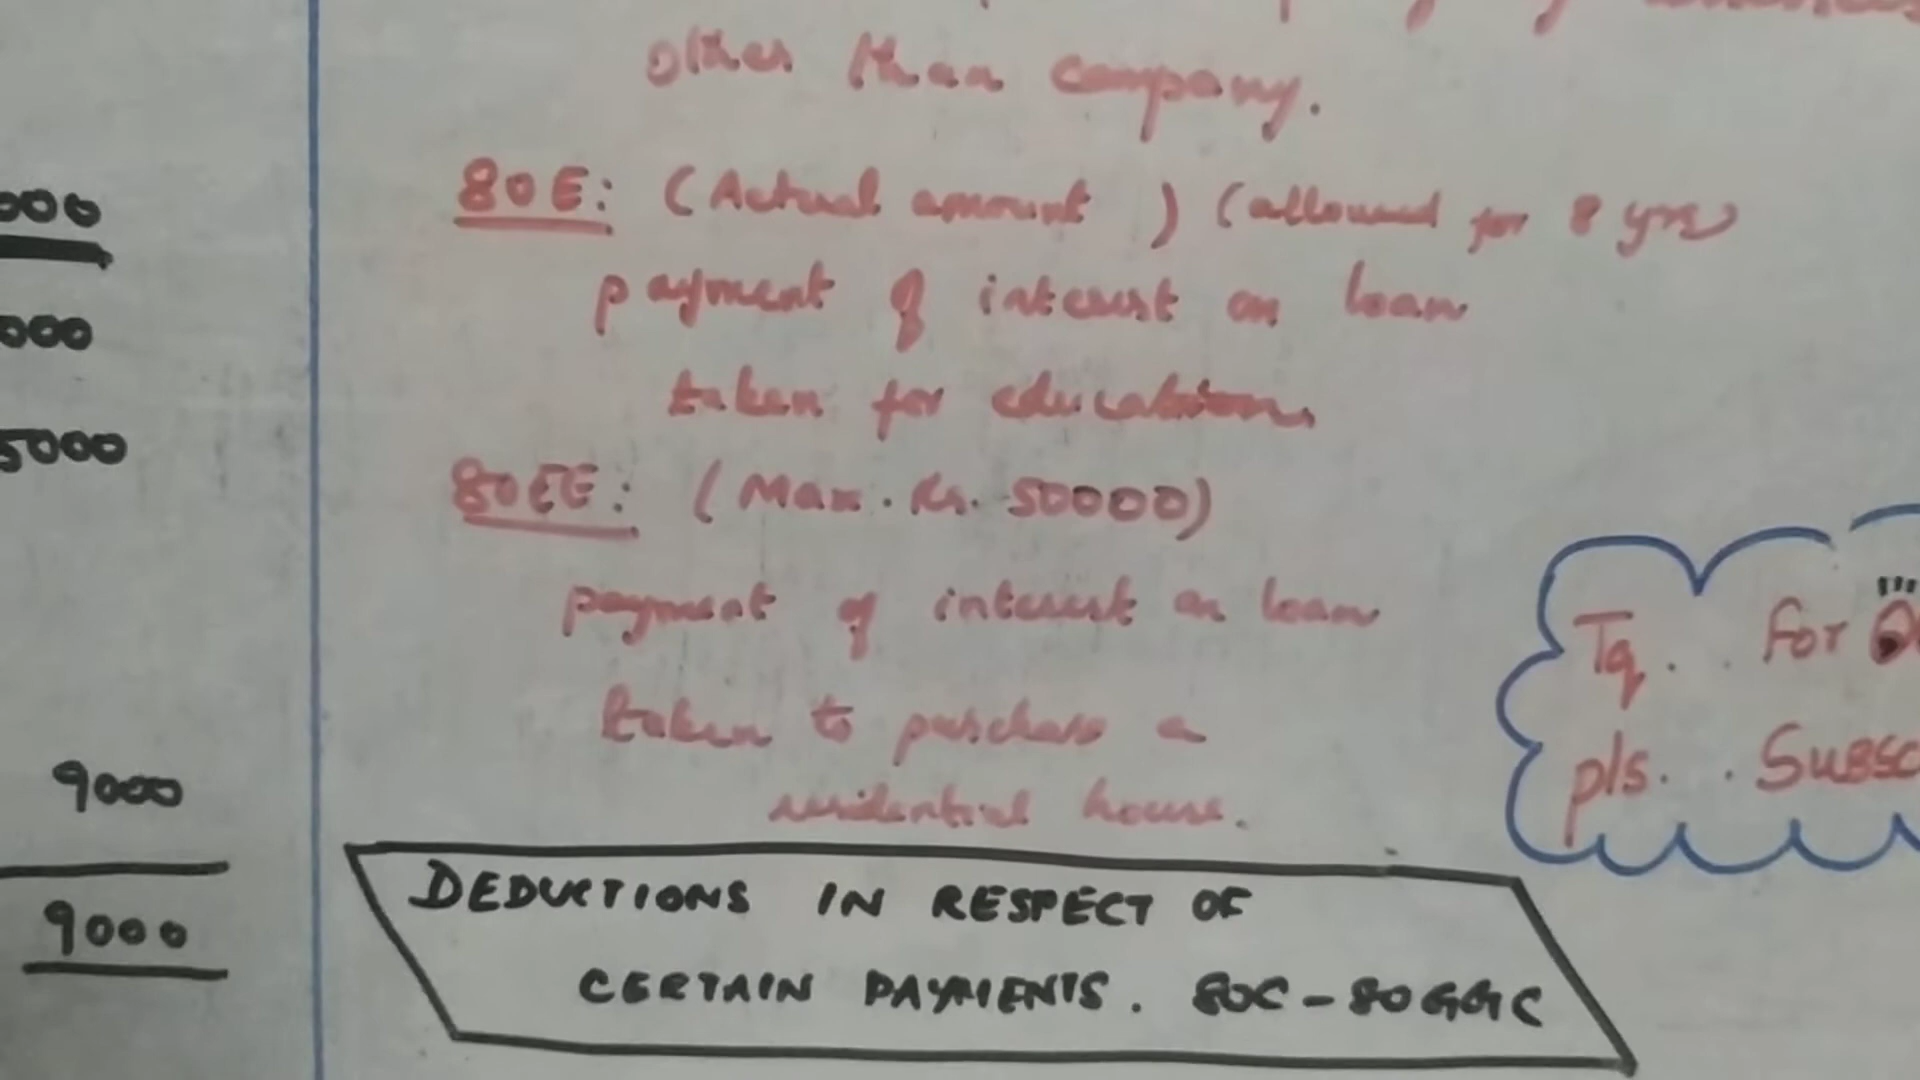 other than company.
80E: (Actual amount ) (allowed for 8 yrs
payment of interest on loan
taken for education
80EE: (Max. Rs. 50000)
payment of interest on loan
taken to purchase a
residential house.
DEDUCTIONS IN RESPECT OF
CERTAIN PAYMENTS. 80C - 80GGC
000
000
5000
9000
9000
Tq. . For
pls. . Subsc